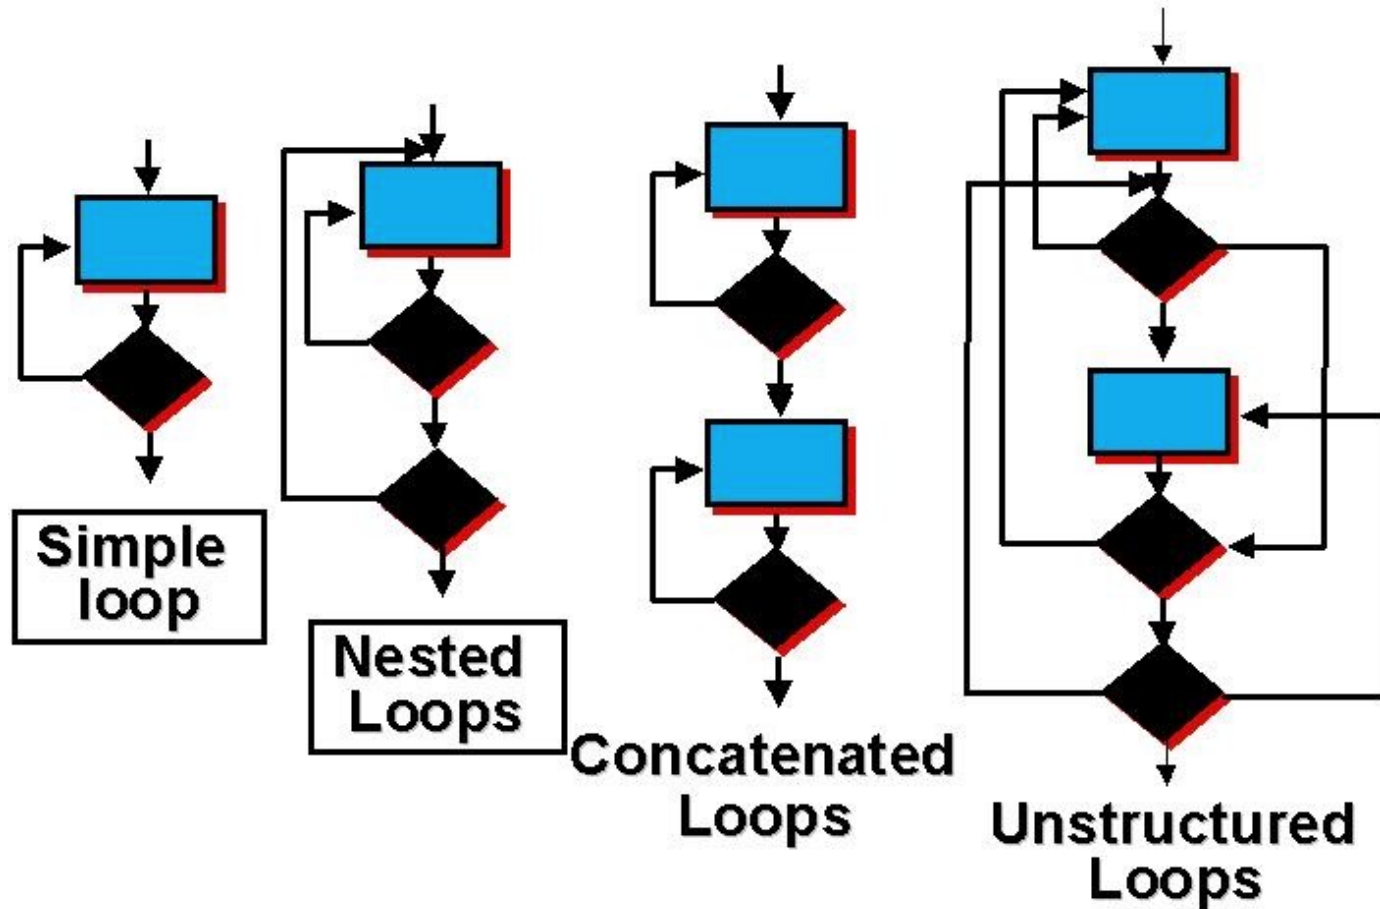 Simple
loop
Nested
Loops
Concatenated
Loops
Unstructured
Loops